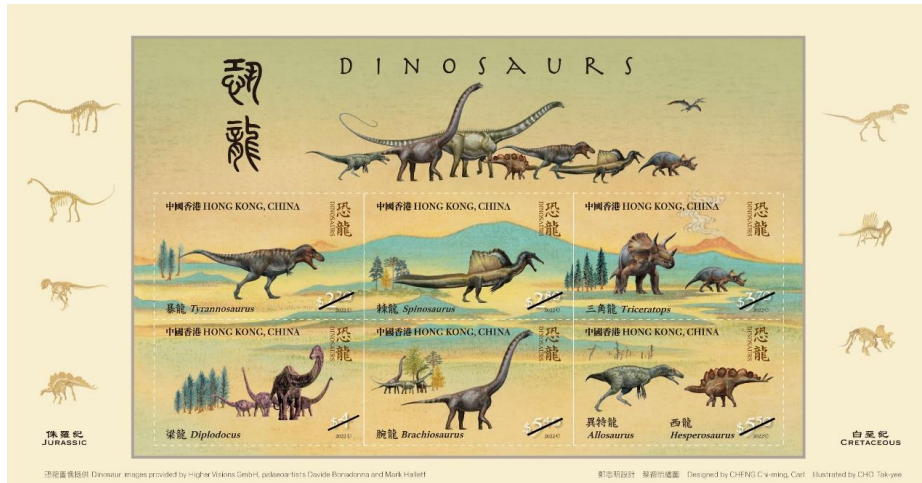 恐龍
DINOSAURS
中國香港 HONG KONG, CHINA
恐龍
DINOSAURS
暴龍 Tyrannosaurus
中國香港 HONG KONG, CHINA
恐龍
DINOSAURS
棘龍 Spinosaurus
中國香港 HONG KONG, CHINA
恐龍
DINOSAURS
三角龍 Triceratops
中國香港 HONG KONG, CHINA
恐龍
DINOSAURS
$4
梁龍 Diplodocus
中國香港 HONG KONG, CHINA
恐龍
DINOSAURS
腕龍 Brachiosaurus
中國香港 HONG KONG, CHINA
恐龍
DINOSAURS
異特龍
Allosaurus
西龍
Hesperosaurus
侏羅紀
JURASSIC
白堊紀
CRETACEOUS
恐龍圖像提供 Dinosaur images provided by Higher Visions GmbH, palaeoartists Davide Bonadonna and Mark Hallett
Designed by CHENG Chi-ming, Carl Illustrated by CHO Tak-yee